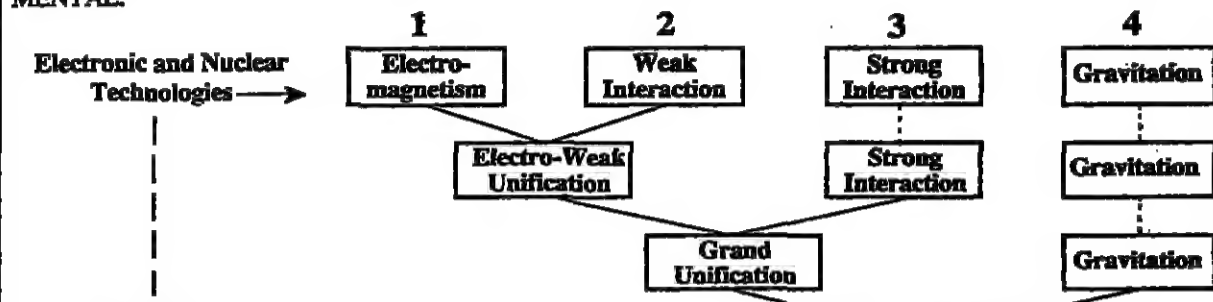 MENTAL.
1 2 3 4
Electronic and Nuclear
Technologies
Electro-
magnetism
Weak
Interaction
Strong
Interaction
Gravitation
Electro-Weak
Unification
Strong
Interaction
Gravitation
Grand
Unification
Gravitation